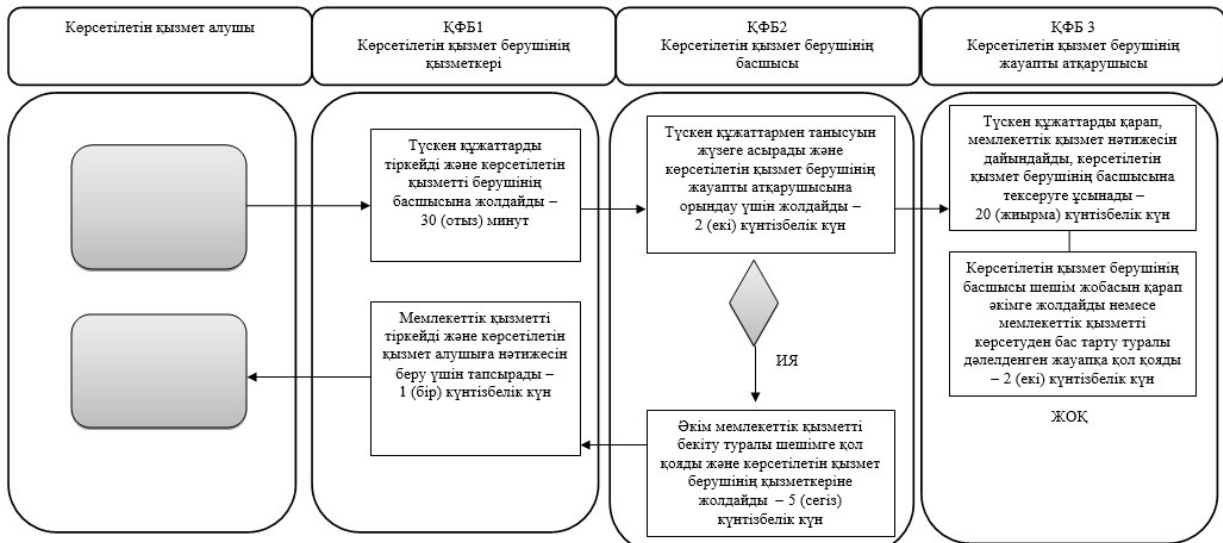 Көрсетілетін қызмет алушы
ҚФБ1
Көрсетілетін қызмет берушінің
қызметкері
ҚФБ2
Көрсетілетін қызмет берушінің
басшысы
ҚФБ 3
Көрсетілетін қызмет берушінің
жауапты атқарушысы
Түскен құжаттарды
тіркейді және көрсетілетін
қызметті берушінің
басшысына жолдайды –
30 (отыз) минут
Түскен құжаттармен танысуын
жүзеге асырады және
көрсетілетін қызмет берушінің
жауапты атқарушысына
орындау үшін жолдайды –
2 (екі) күнтізбелік күн
Түскен құжаттарды қарап,
мемлекеттік қызмет нәтижесін
дайындайды, көрсетілетін
қызмет берушінің басшысына
тексеруге ұсынады –
20 (жиырма) күнтізбелік күн
Көрсетілетін қызмет берушінің
басшысы шешім жобасын қарап
әкімге жолдайды немесе
мемлекеттік қызметті
көрсетуден бас тарту туралы
дәлелденген жауапқа қол қояды
– 2 (екі) күнтізбелік күн
ЖОҚ
ИЯ
Мемлекеттік қызметті
тіркейді және көрсетілетін
қызмет алушыға нәтижесін
беру үшін тапсырады –
1 (бір) күнтізбелік күн
Әкім мемлекеттік қызметті
бекіту туралы шешімге қол
қояды және көрсетілетін қызмет
берушінің қызметкеріне
жолдайды – 5 (сегіз)
күнтізбелік күн